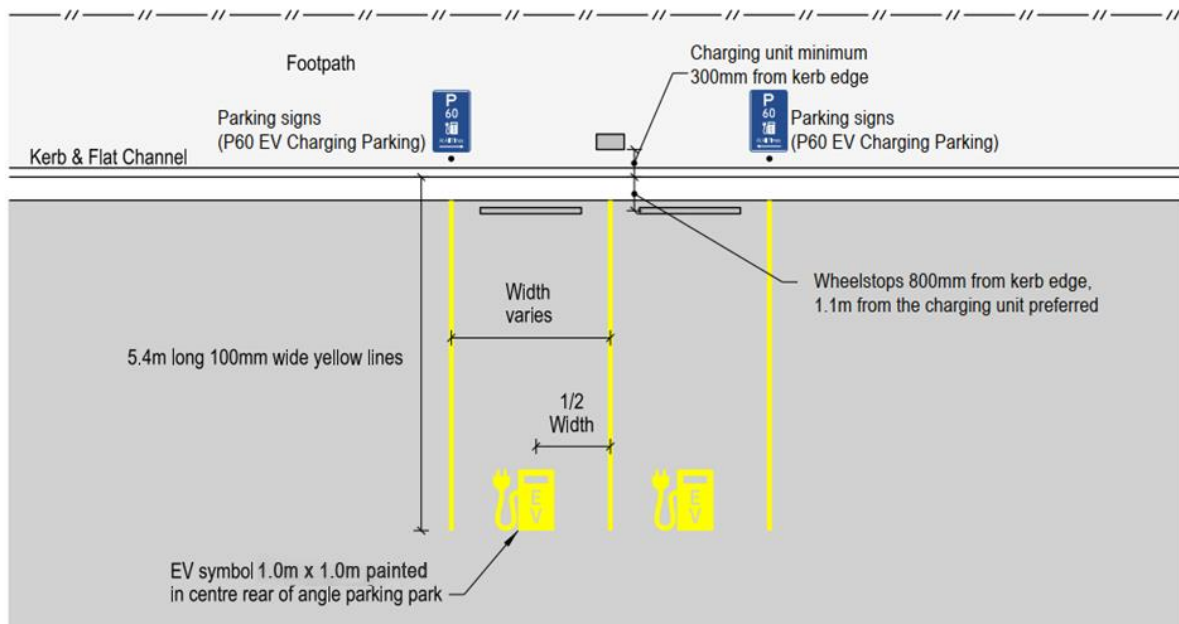 Charging unit minimum
300mm from kerb edge
Footpath
P
60
Parking signs
(P60 EV Charging Parking)
P
60
Parking signs
(P60 EV Charging Parking)
Kerb & Flat Channel
Wheelstops 800mm from kerb edge,
1.1m from the charging unit preferred
Width
varies
5.4m long 100mm wide yellow lines
1/2
Width
E
V
E
V
EV symbol 1.0m x 1.0m painted
in centre rear of angle parking park